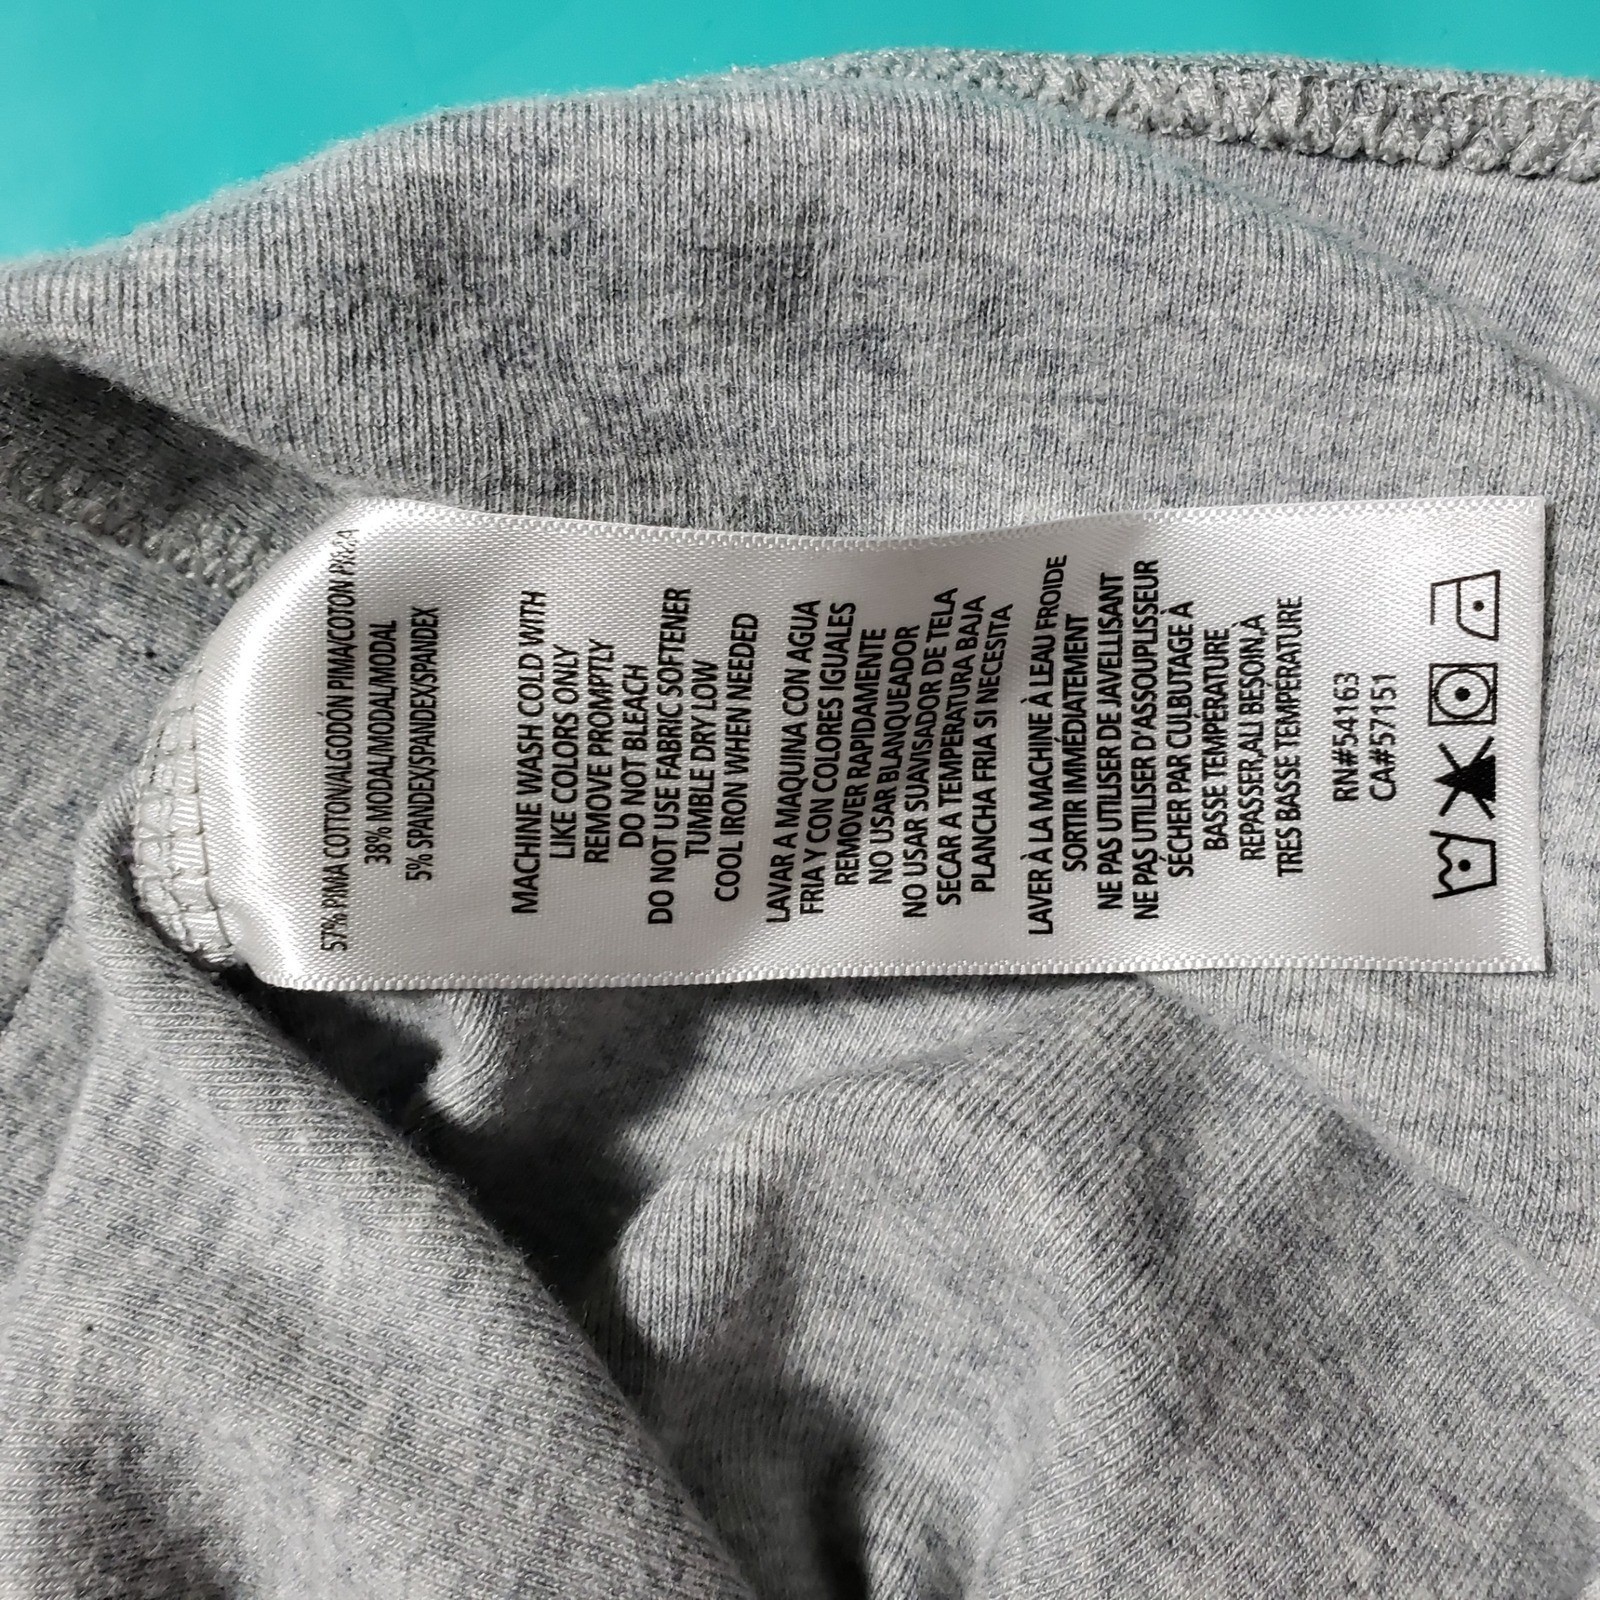 57% PIMA COTTON/ALGODÓN PIMA/COTON PIMA
38% MODAL/MODAL/MODAL
5% SPANDEX/SPANDEX/SPANDEX
MACHINE WASH COLD WITH
LIKE COLORS ONLY
REMOVE PROMPTLY
DO NOT BLEACH
DO NOT USE FABRIC SOFTENER
TUMBLE DRY LOW
COOL IRON WHEN NEEDED
LAVAR A MAQUINA CON AGUA
FRIA Y CON COLORES IGUALES
REMOVER RAPIDAMENTE
NO USAR BLANQUEADOR
NO USAR SUAVISADOR DE TELA
SECAR A TEMPERATURA BAJA
PLANCHA FRIA SI NECESITA
LAVER À LA MACHINE À LEAU FROIDE
SORTIR IMMÉDIATEMENT
NE PAS UTILISER DE JAVELLISANT
NE PAS UTILISER D'ASSOUPLISSEUR
SÉCHER PAR CULBUTAGE À
BASSE TEMPÉRATURE
REPASSER,ALI BESOIN,À
TRES BASSE TEMPERATURE
RN#54163
CA#57151